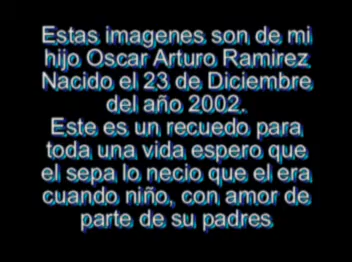 Estas imagenes son de mi
hijo Oscar Arturo Ramirez
Nacido el 23 de Diciembre
del año 2002.
Este es un recuedo para
toda una vida espero que
el sepa lo necio que el era
cuando niño, con amor de
parte de su padres